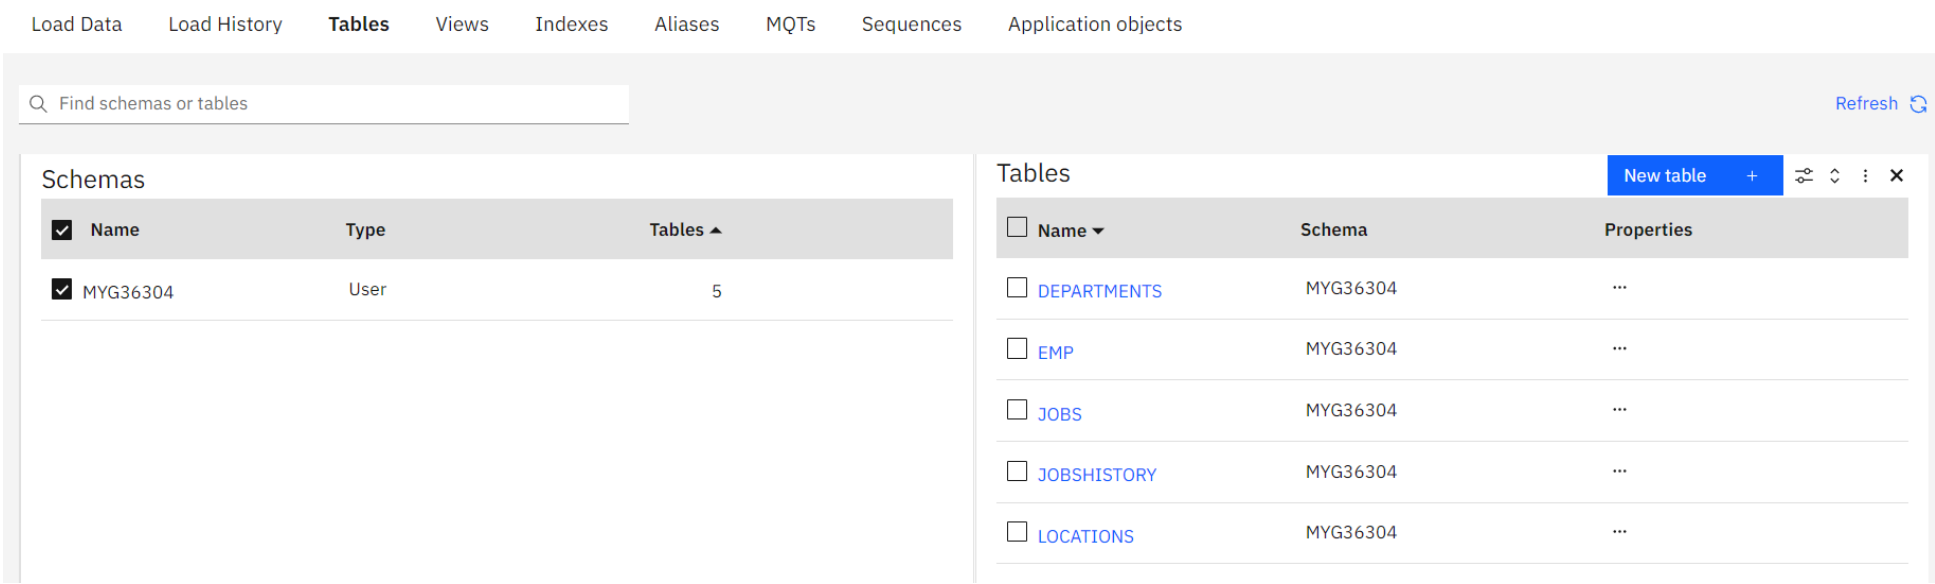 Load Data Load History Tables Views Indexes Aliases MQTs Sequences Application objects
Find schemas or tables
Refresh
Schemas
Name Type Tables
MYG36304 User 5
Tables
New table +
Name Schema Properties
DEPARTMENTS MYG36304 ...
EMP MYG36304 ...
JOBS MYG36304 ...
JOBSHISTORY MYG36304 ...
LOCATIONS MYG36304 ...